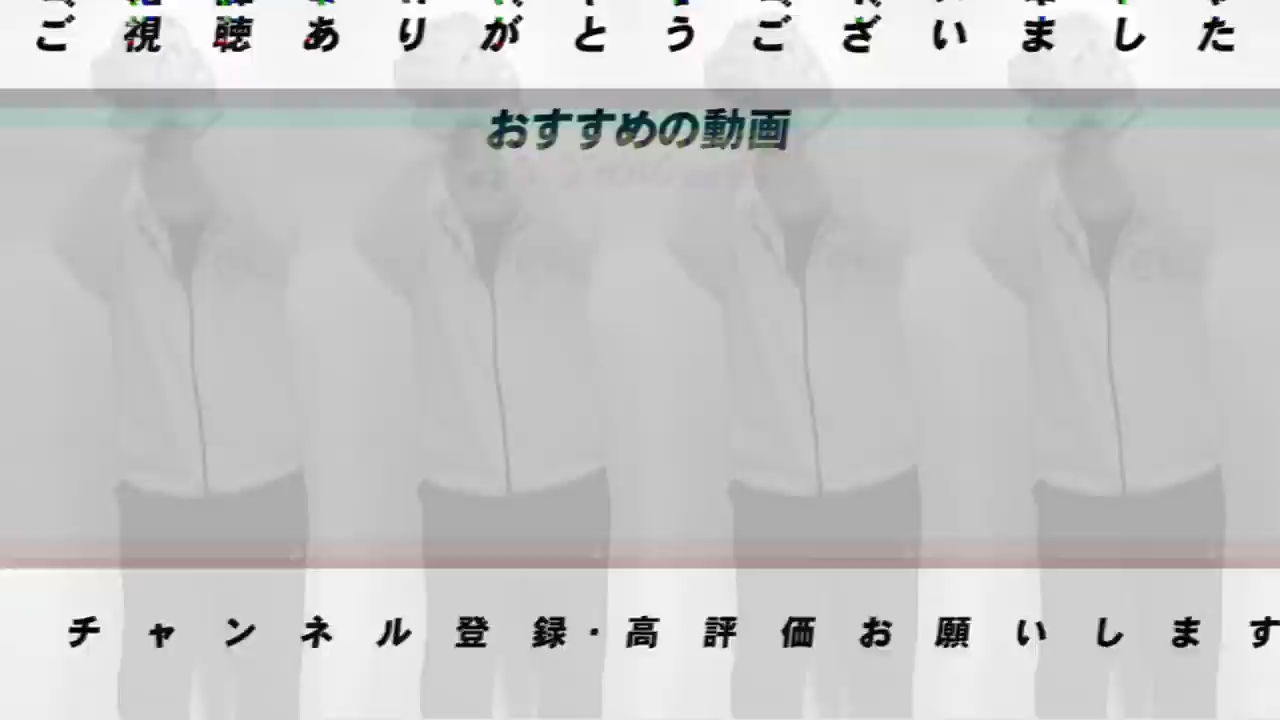 ご視聴ありがとうございました
おすすめの動画
チャンネル登録・高評価お願いします